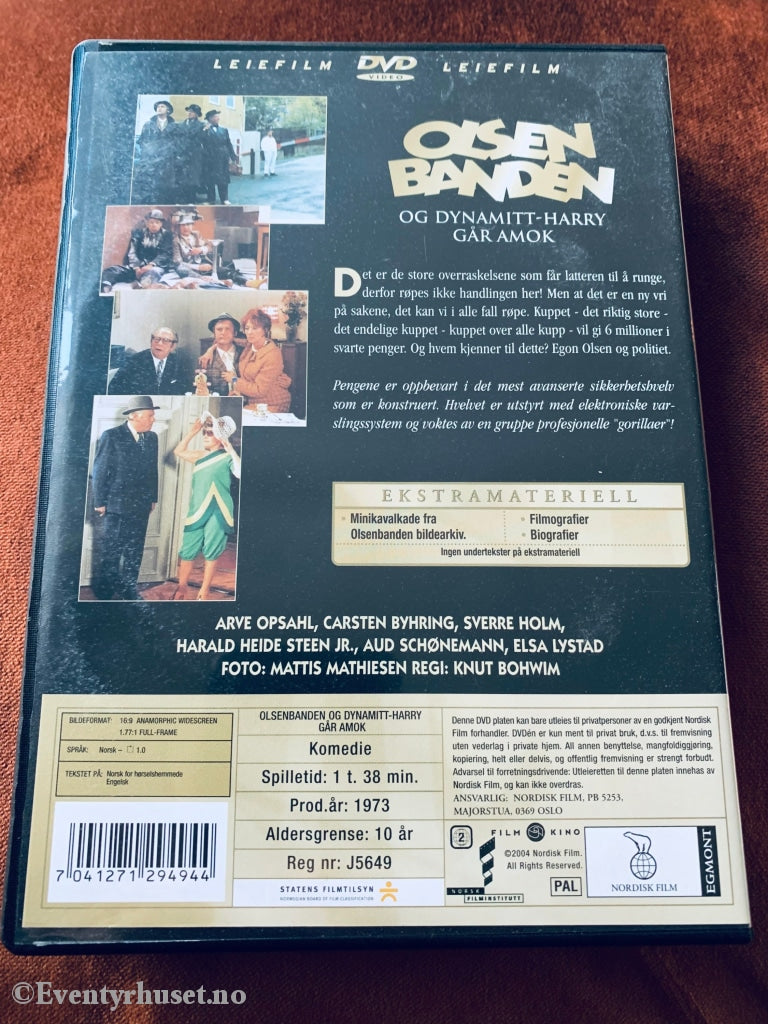 LEIEFILM DVD VIDEO LEIEFILM
OLSEN
BANDEN
OG DYNAMITT-HARRY
GÅR AMOK
Det er de store overraskelsene som får latteren til å runge,
derfor røpes ikke handlingen her! Men at det er en ny vri
på sakene, det kan vi i alle fall røpe. Kuppet - det riktig store -
det endelige kuppet - kuppet over alle kupp - vil gi 6 millioner i
svarte penger. Og hvem kjenner til dette? Egon Olsen og politiet.
Pengene er oppbevart i det mest avanserte sikkerhetshvelv
som er konstruert. Hvelvet er utstyrt med elektroniske var-
slingssystem og voktes av en gruppe profesjonelle "gorillaer"!
EKSTRAMATERIELL
• Minikavalkade fra
Olsenbanden bildearkiv.
• Filmografier
• Biografier
Ingen undertekster på ekstramateriell
ARVE OPSAHL, CARSTEN BYHRING, SVERRE HOLM,
HARALD HEIDE STEEN JR., AUD SCHØNEMANN, ELSA LYSTAD
FOTO: MATTIS MATHIESEN REGI: KNUT BOHWIM
BILDEFORMAT: 16:9 ANAMORPHIC WIDESCREEN
1.77:1 FULL-FRAME
SPRÅK: Norsk – 1.0
TEKSTET PÅ: Norsk for hørselshemmede
Engelsk
7 041271 294944
OLSENBANDEN OG DYNAMITT-HARRY
GÅR AMOK
Komedie
Spilletid: 1 t. 38 min.
Prod.år: 1973
Aldersgrense: 10 år
Reg nr: J5649
STATENS FILMTILSYN
NORWEGIAN BOARD OF FILM CLASSIFICATION
Denne DVD platen kan bare utleies til privatpersoner av en godkjent Nordisk
Film forhandler. DVDén er kun ment til privat bruk, d.v.s. til fremvisning
uten vederlag i private hjem. All annen benyttelse, mangfoldiggjøring,
kopiering, helt eller delvis, og offentlig fremvisning er strengt forbudt.
Advarsel til forretningsdrivende: Utleieretten til denne platen innehas av
Nordisk Film, og kan ikke overdras.
ANSVARLIG: NORDISK FILM, PB 5253,
MAJORSTUA, 0369 OSLO
2
FILM KINO
NORSK
FILMINSTITUTT
©2004 Nordisk Film.
All Rights Reserved.
PAL
NORDISK FILM
EGMONT
©Eventyrhuset.no